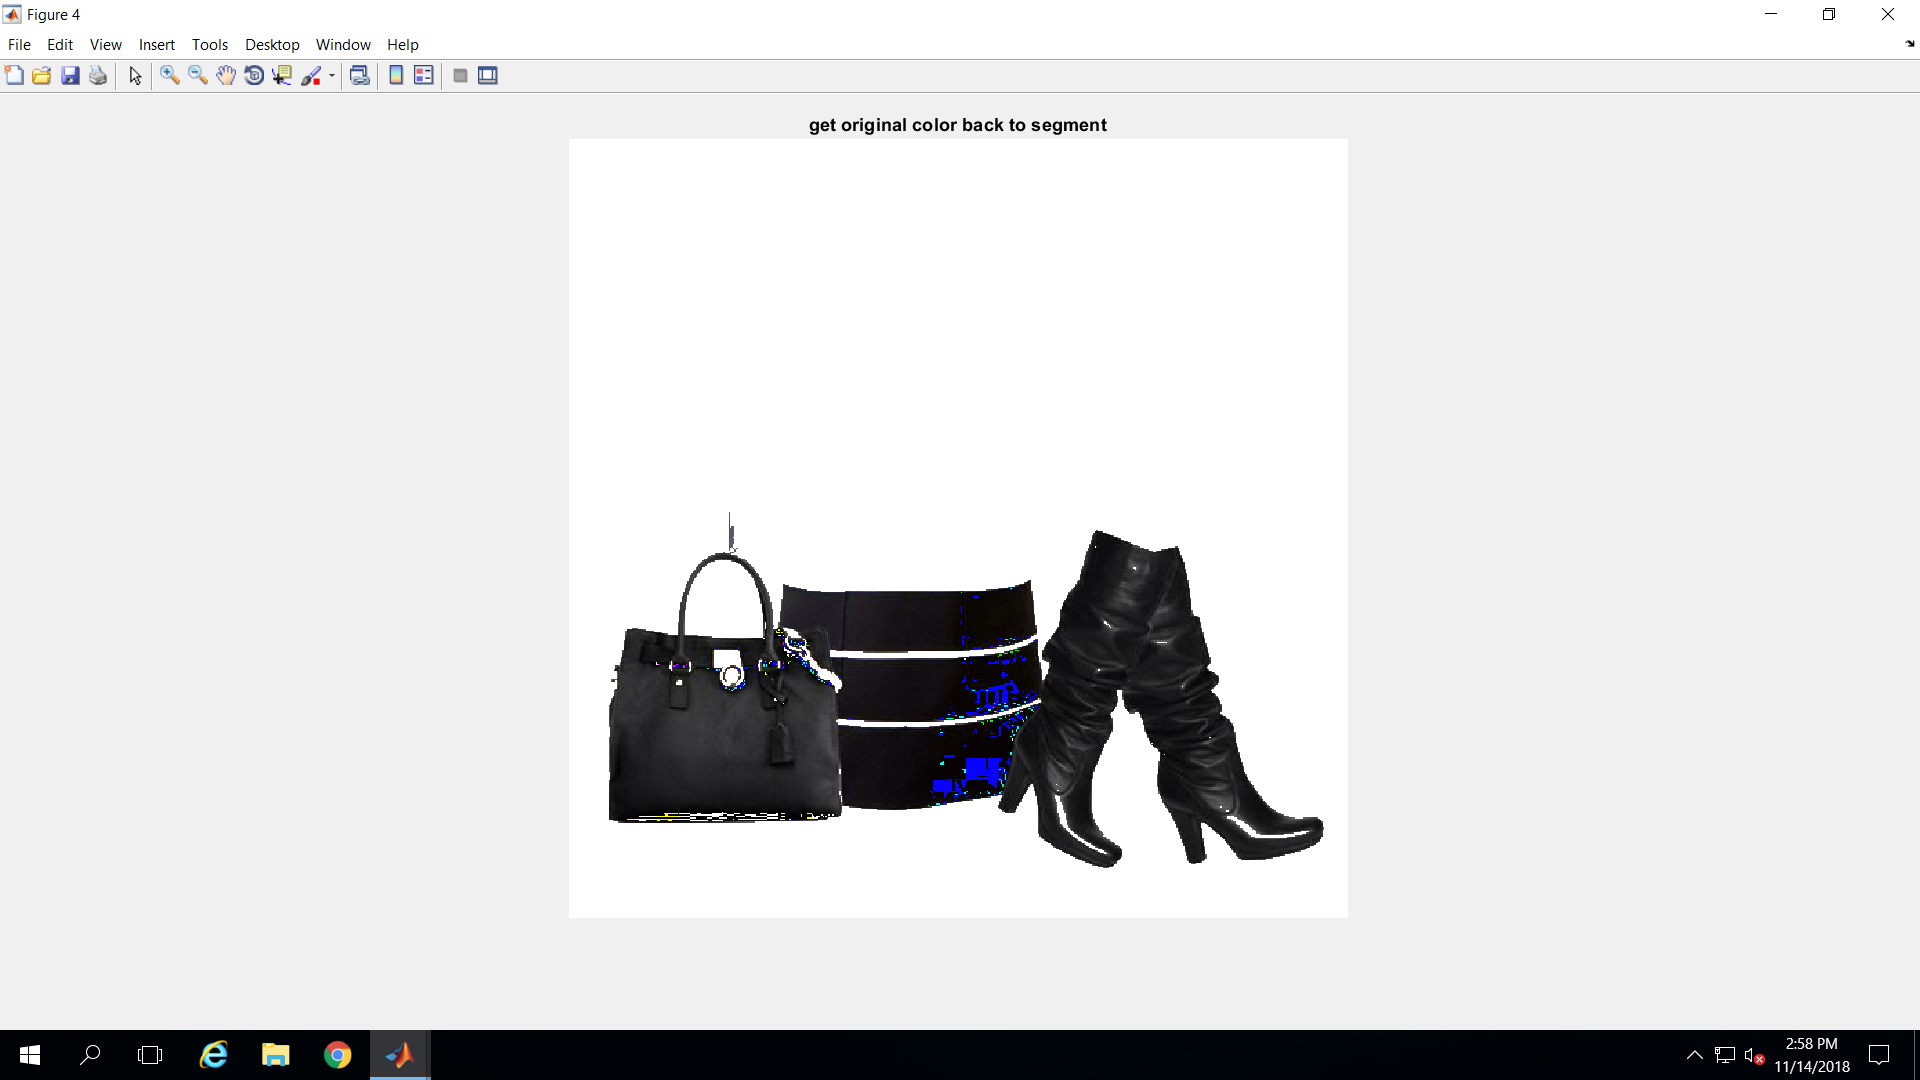 Figure 4
File Edit View Insert Tools Desktop Window Help
get original color back to segment
2:58 PM
11/14/2018